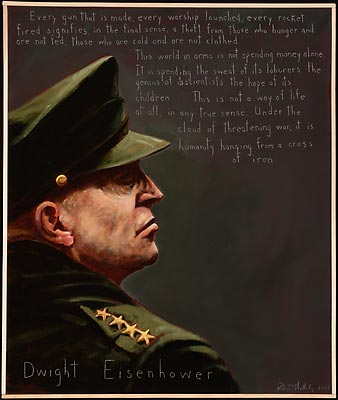 Every gun that is made, every warship launched, every rocket
fired signifies, in the final sense, a theft from those who hunger and
are not fed, those who are cold and are not clothed.
This world in arms is not spending money alone.
It is spending the sweat of its laborers, the
genius of its scientists, the hope of its
children . . . This is not a way of life
at all, in any true sense. Under the
cloud of threatening war, it is
humanity hanging from a cross
of iron.
Dwight Eisenhower